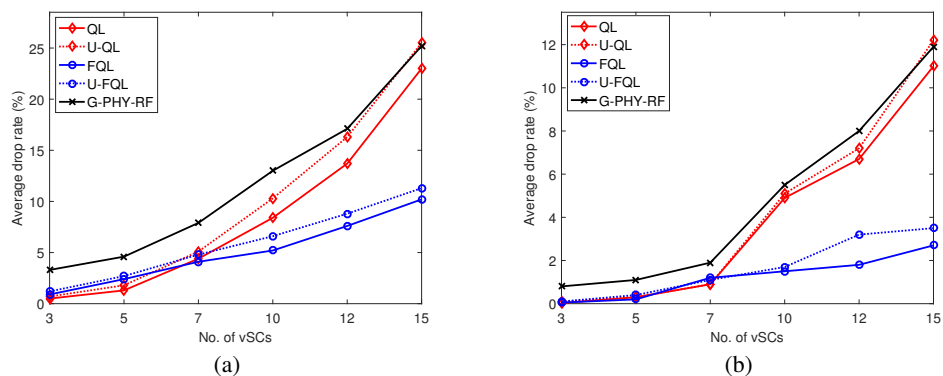 25
20
15
10
5
0
Average drop rate (%)
QL
U-QL
FQL
U-FQL
G-PHY-RF
3
5
7
10
12
15
No. of vSCs
(a)
12
10
8
6
4
2
0
Average drop rate (%)
QL
U-QL
FQL
U-FQL
G-PHY-RF
3
5
7
10
12
15
No. of vSCs
(b)